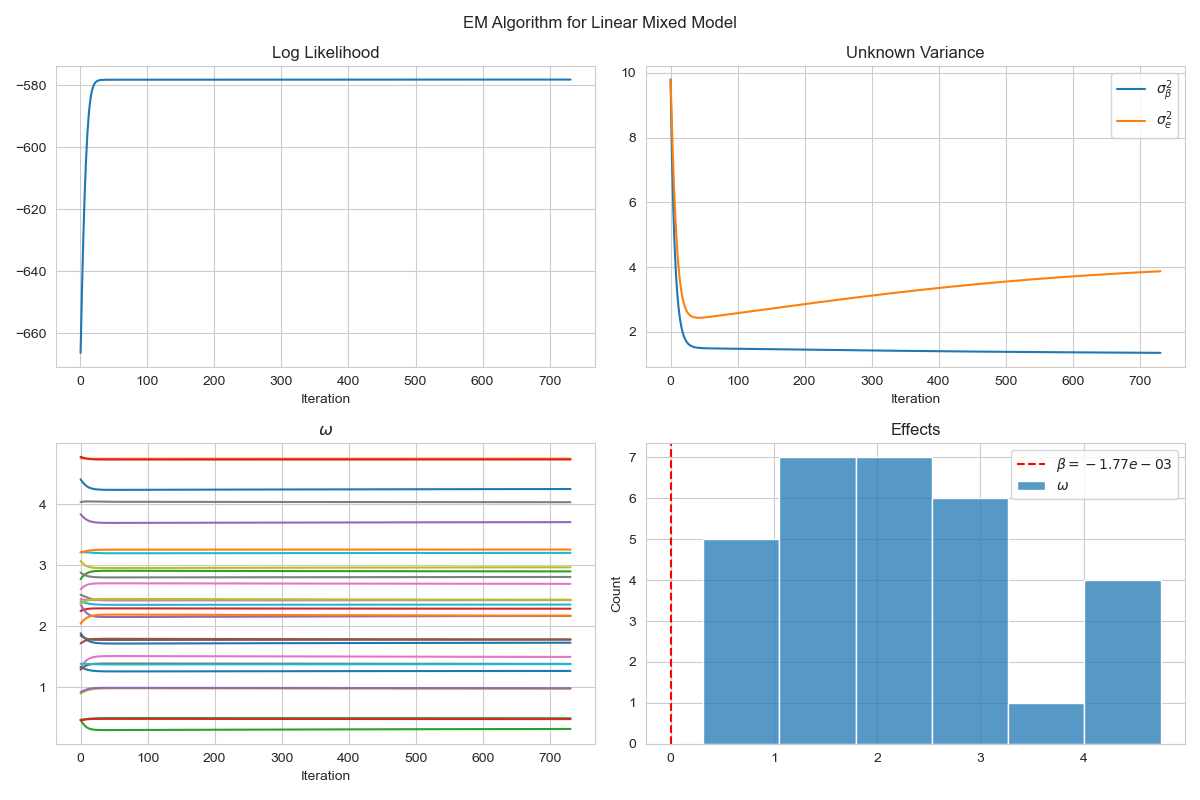 EM Algorithm for Linear Mixed Model
Log Likelihood
−580
−600
−620
−640
−660
0 100 200 300 400 500 600 700
Iteration
Unknown Variance
10
8
6
4
2
σ²_β
σ²_e
0 100 200 300 400 500 600 700
Iteration
ω
4
3
2
1
0 100 200 300 400 500 600 700
Iteration
Effects
Count
7
6
5
4
3
2
1
0
β = −1.77e − 03
ω
0 1 2 3 4